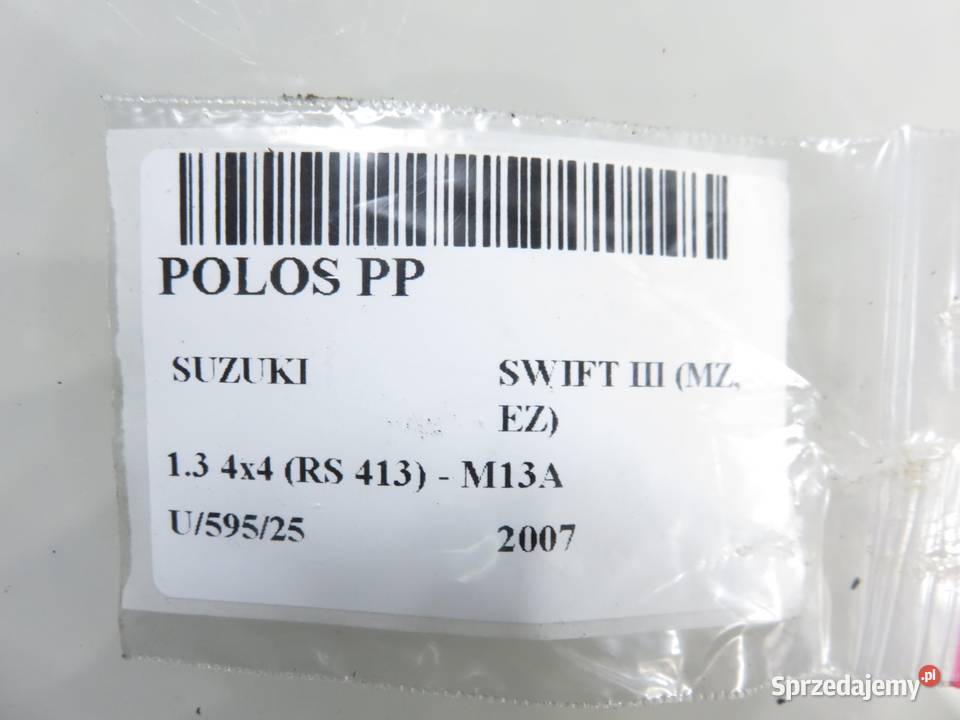 POLOS PP
SUZUKI SWIFT III (MZ,
EZ)
1.3 4x4 (RS 413) - M13A
U/595/25 2007
Sprzedajemy.pl